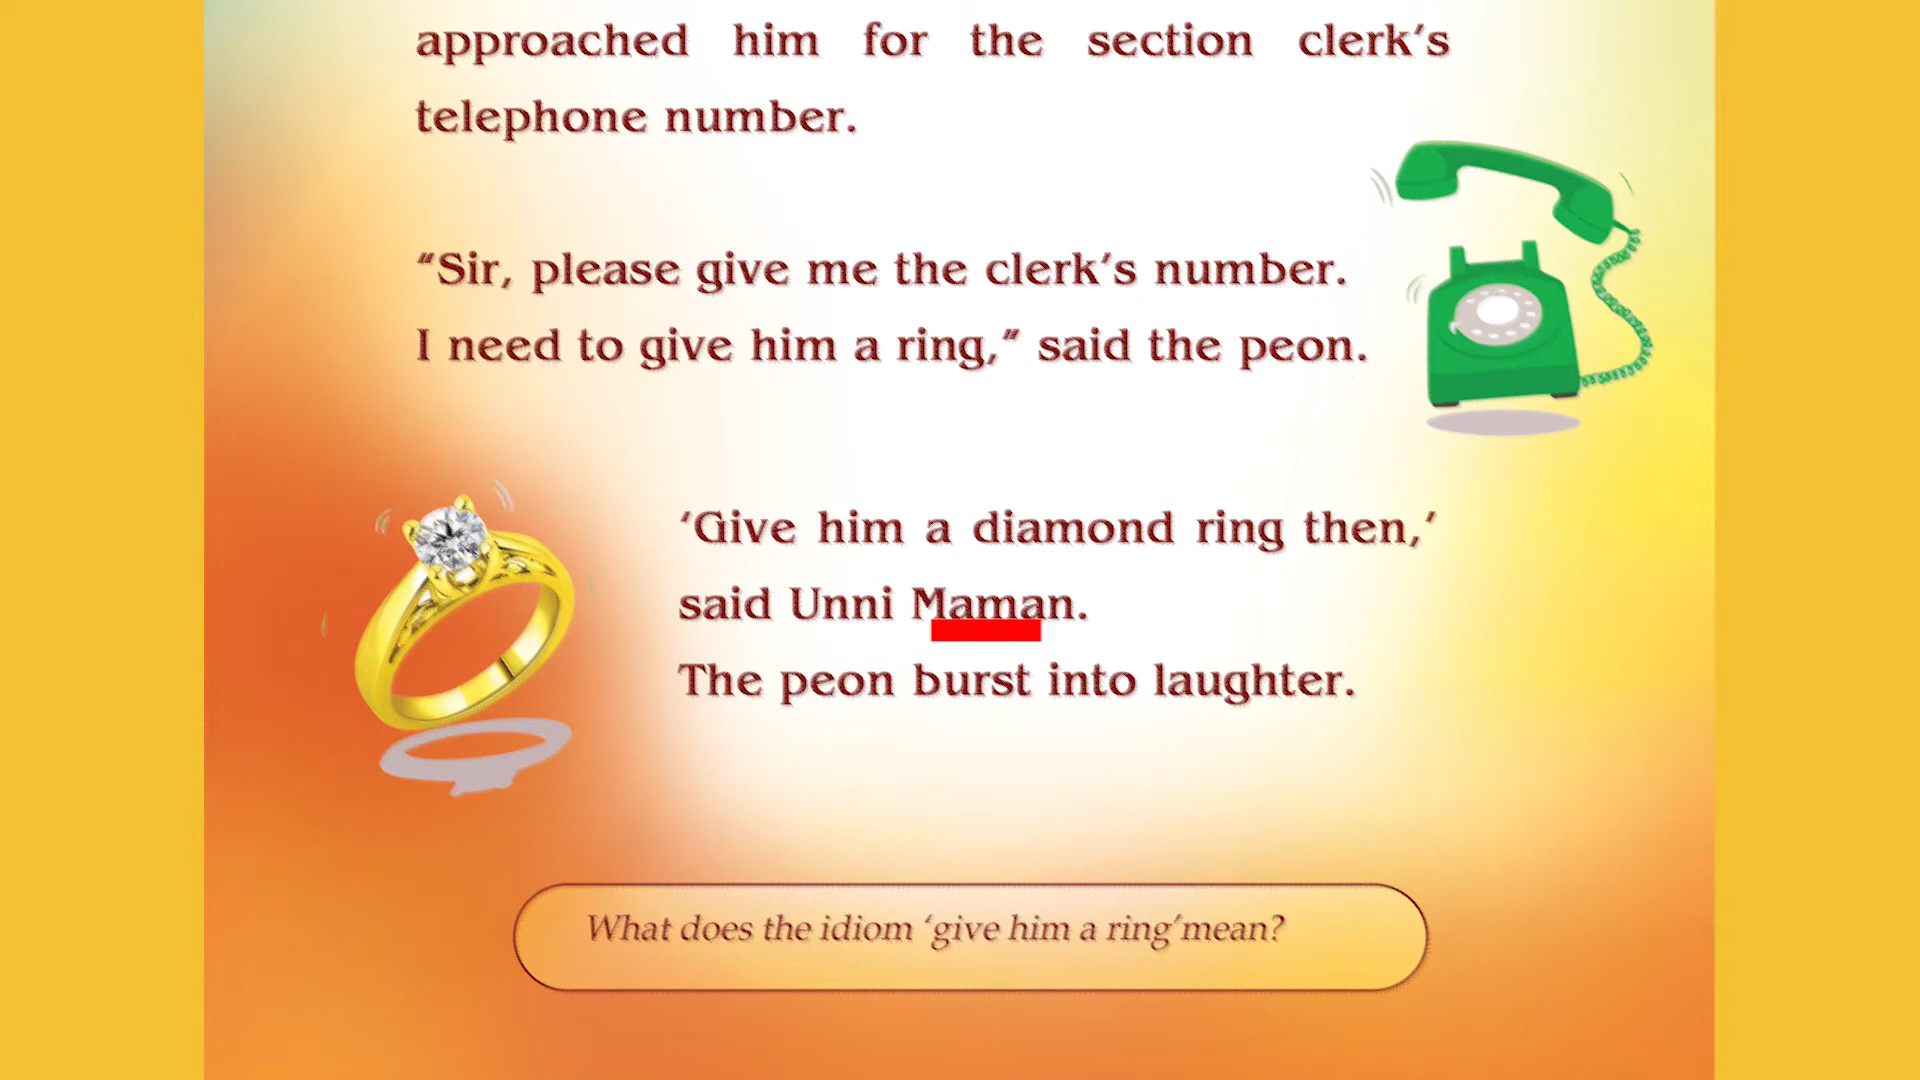 approached him for the section clerk’s
telephone number.
“Sir, please give me the clerk’s number.
I need to give him a ring,” said the peon.
‘Give him a diamond ring then,’
said Unni Maman.
The peon burst into laughter.
What does the idiom ‘give him a ring’mean?